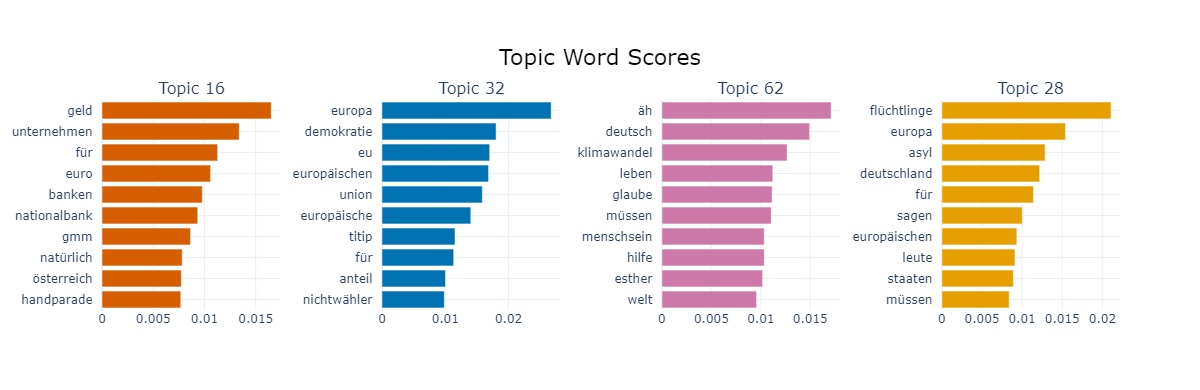 Topic Word Scores
Topic 16
geld
unternehmen
für
euro
banken
nationalbank
gmm
natürlich
österreich
handparade
0 0.005 0.01 0.015
Topic 32
europa
demokratie
eu
europäischen
union
europäische
titip
für
anteil
nichtwähler
0 0.01 0.02
Topic 62
äh
deutsch
klimawandel
leben
glaube
müssen
menschsein
hilfe
esther
welt
0 0.005 0.01 0.015
Topic 28
flüchtlinge
europa
asyl
deutschland
für
sagen
europäischen
leute
staaten
müssen
0 0.005 0.01 0.015 0.02